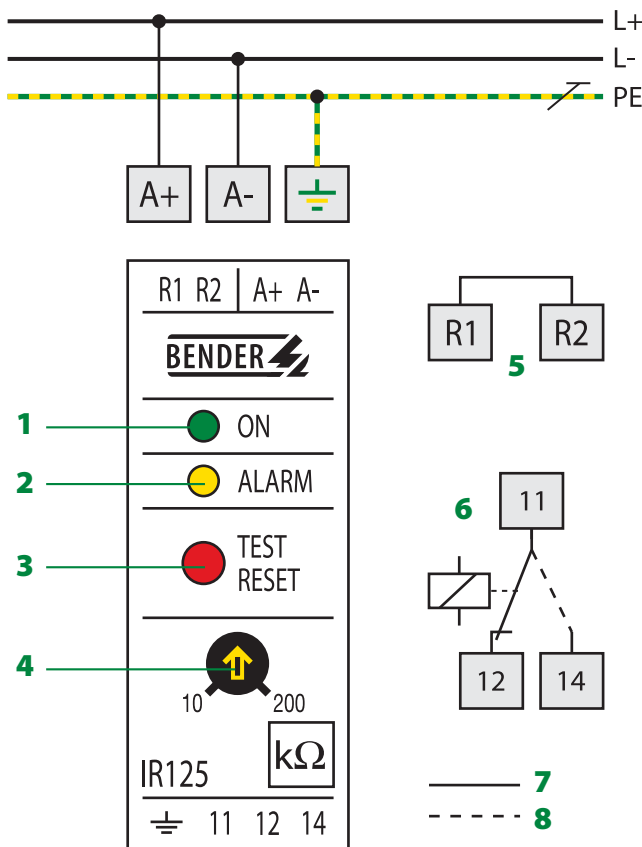 L+
L-
PE
A+ A-
R1 R2 A+ A-
BENDER
R1 R2
5
1 ON
2 ALARM
3 TEST
RESET
6 11
12 14
4
10 200
kΩ
IR125
11 12 14
7
8